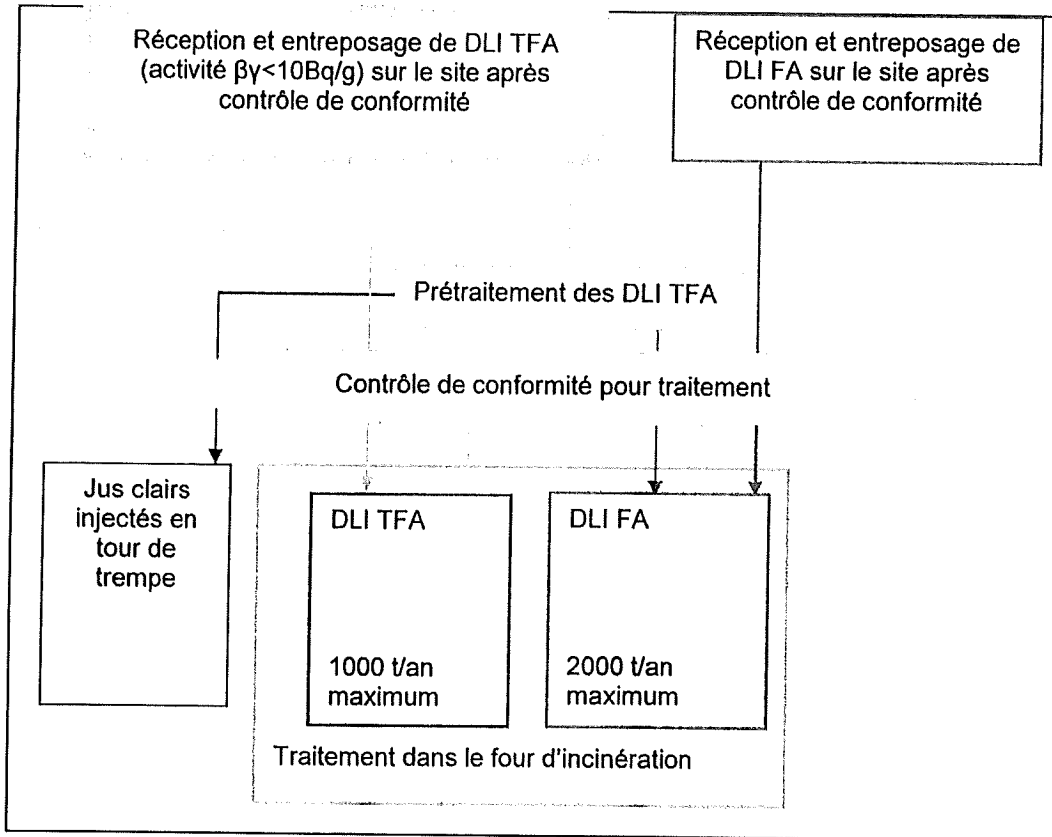 Réception et entreposage de DLI TFA
(activité βγ<10Bq/g) sur le site après
contrôle de conformité
Réception et entreposage de
DLI FA sur le site après
contrôle de conformité
Prétraitement des DLI TFA
Contrôle de conformité pour traitement
Jus clairs
injectés en
tour de
trempe
DLI TFA
1000 t/an
maximum
DLI FA
2000 t/an
maximum
Traitement dans le four d'incinération